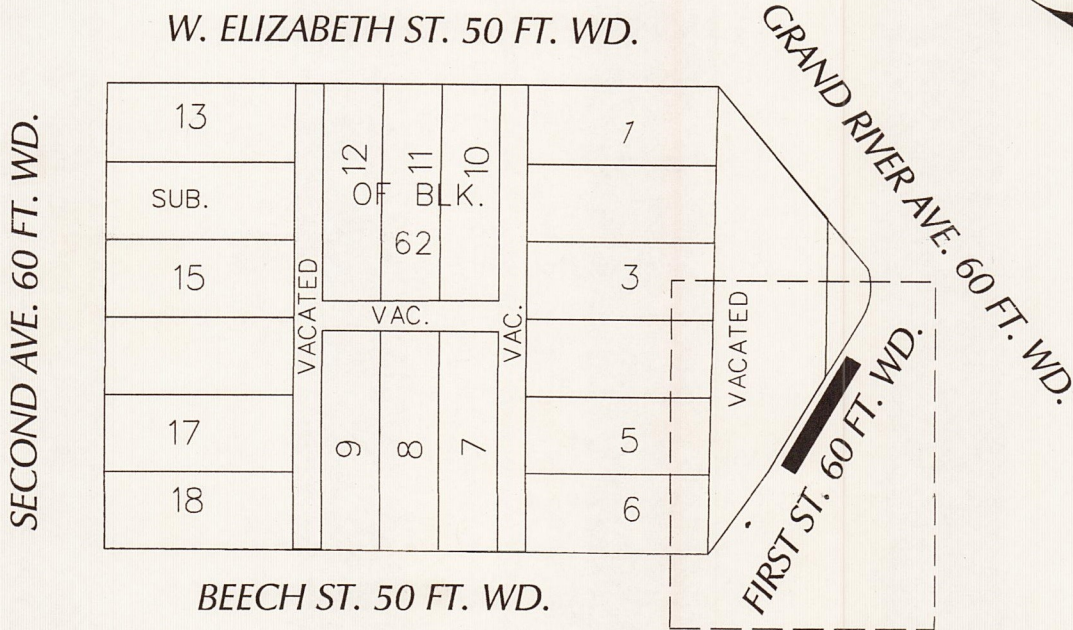 W. ELIZABETH ST. 50 FT. WD.
GRAND RIVER AVE. 60 FT. WD.
SECOND AVE. 60 FT. WD.
13
12
11
10
1
SUB.
OF BLK.
62
15
3
VACATED
VAC.
VAC.
VACATED
17
9
8
7
5
18
6
FIRST ST. 60 FT. WD.
BEECH ST. 50 FT. WD.